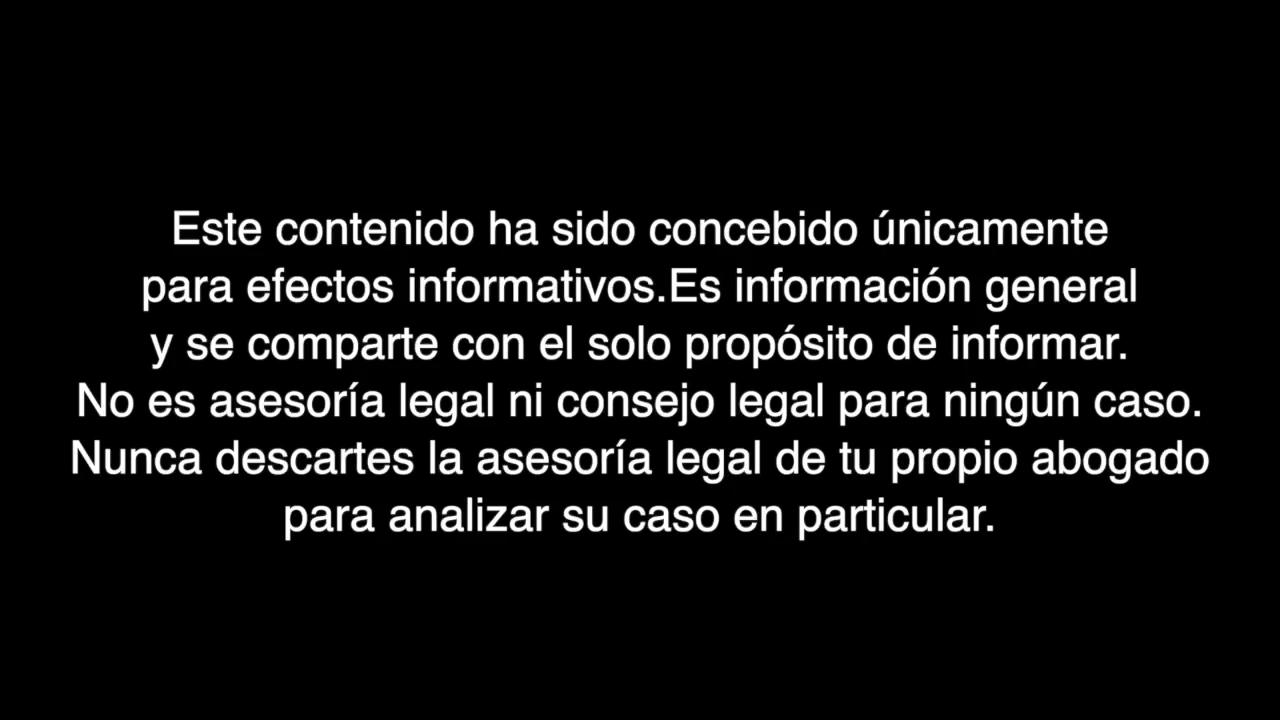 Este contenido ha sido concebido únicamente
para efectos informativos.Es información general
y se comparte con el solo propósito de informar.
No es asesoría legal ni consejo legal para ningún caso.
Nunca descartes la asesoría legal de tu propio abogado
para analizar su caso en particular.